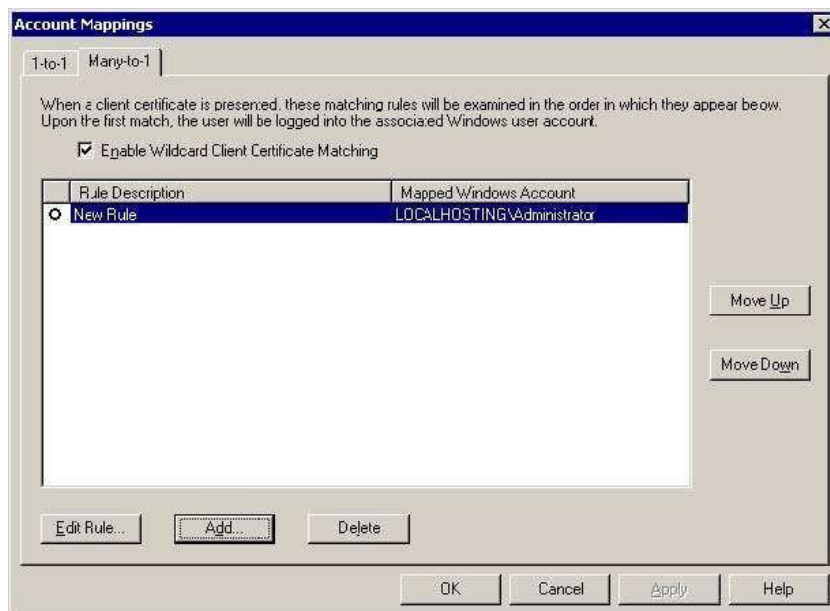 Account Mappings
1-to-1 Many-to-1
When a client certificate is presented, these matching rules will be examined in the order in which they appear below.
Upon the first match, the user will be logged into the associated Windows user account.
Enable Wildcard Client Certificate Matching
Rule Description Mapped Windows Account
New Rule LOCALHOSTING\Administrator
Move Up
Move Down
Edit Rule... Add... Delete
OK Cancel Apply Help